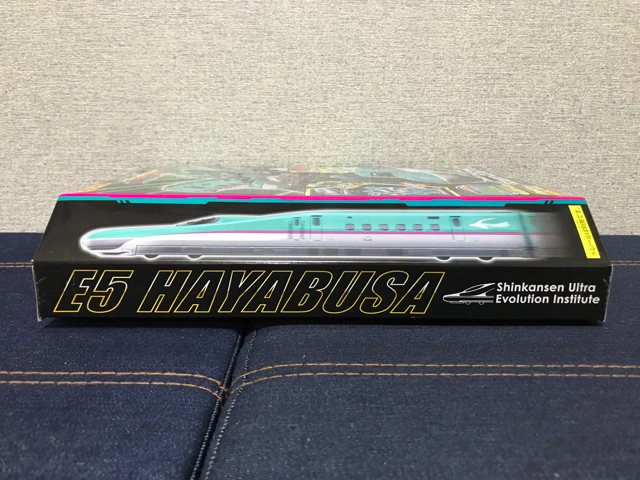 E5 HAYABUSA
Shinkansen Ultra
Evolution Institute